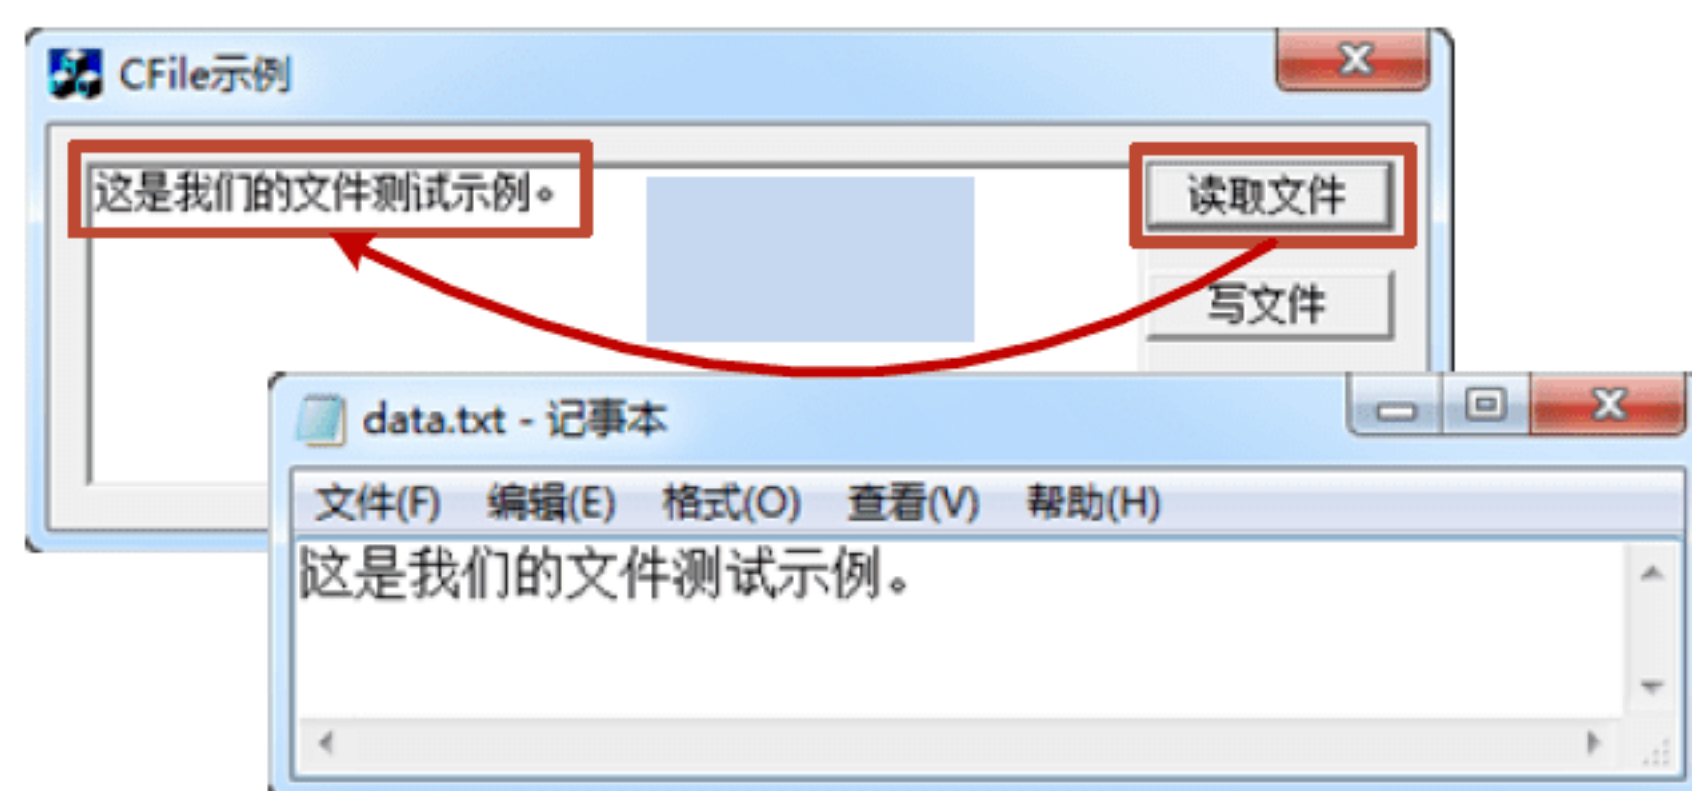 CFile示例
这是我们的文件测试示例。
读取文件
写文件
data.txt - 记事本
文件(F) 编辑(E) 格式(O) 查看(V) 帮助(H)
这是我们的文件测试示例。